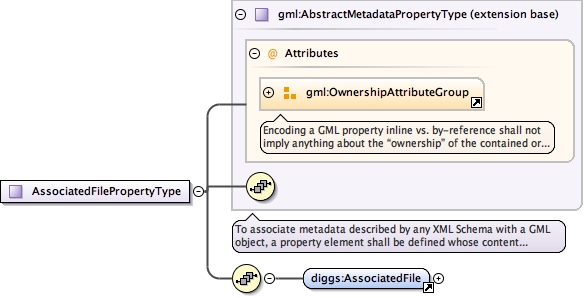 gml:AbstractMetadataPropertyType (extension base)
@ Attributes
gml:OwnershipAttributeGroup
Encoding a GML property inline vs. by-reference shall not
imply anything about the "ownership" of the contained or...
AssociatedFilePropertyType
To associate metadata described by any XML Schema with a GML
object, a property element shall be defined whose content...
diggs:AssociatedFile